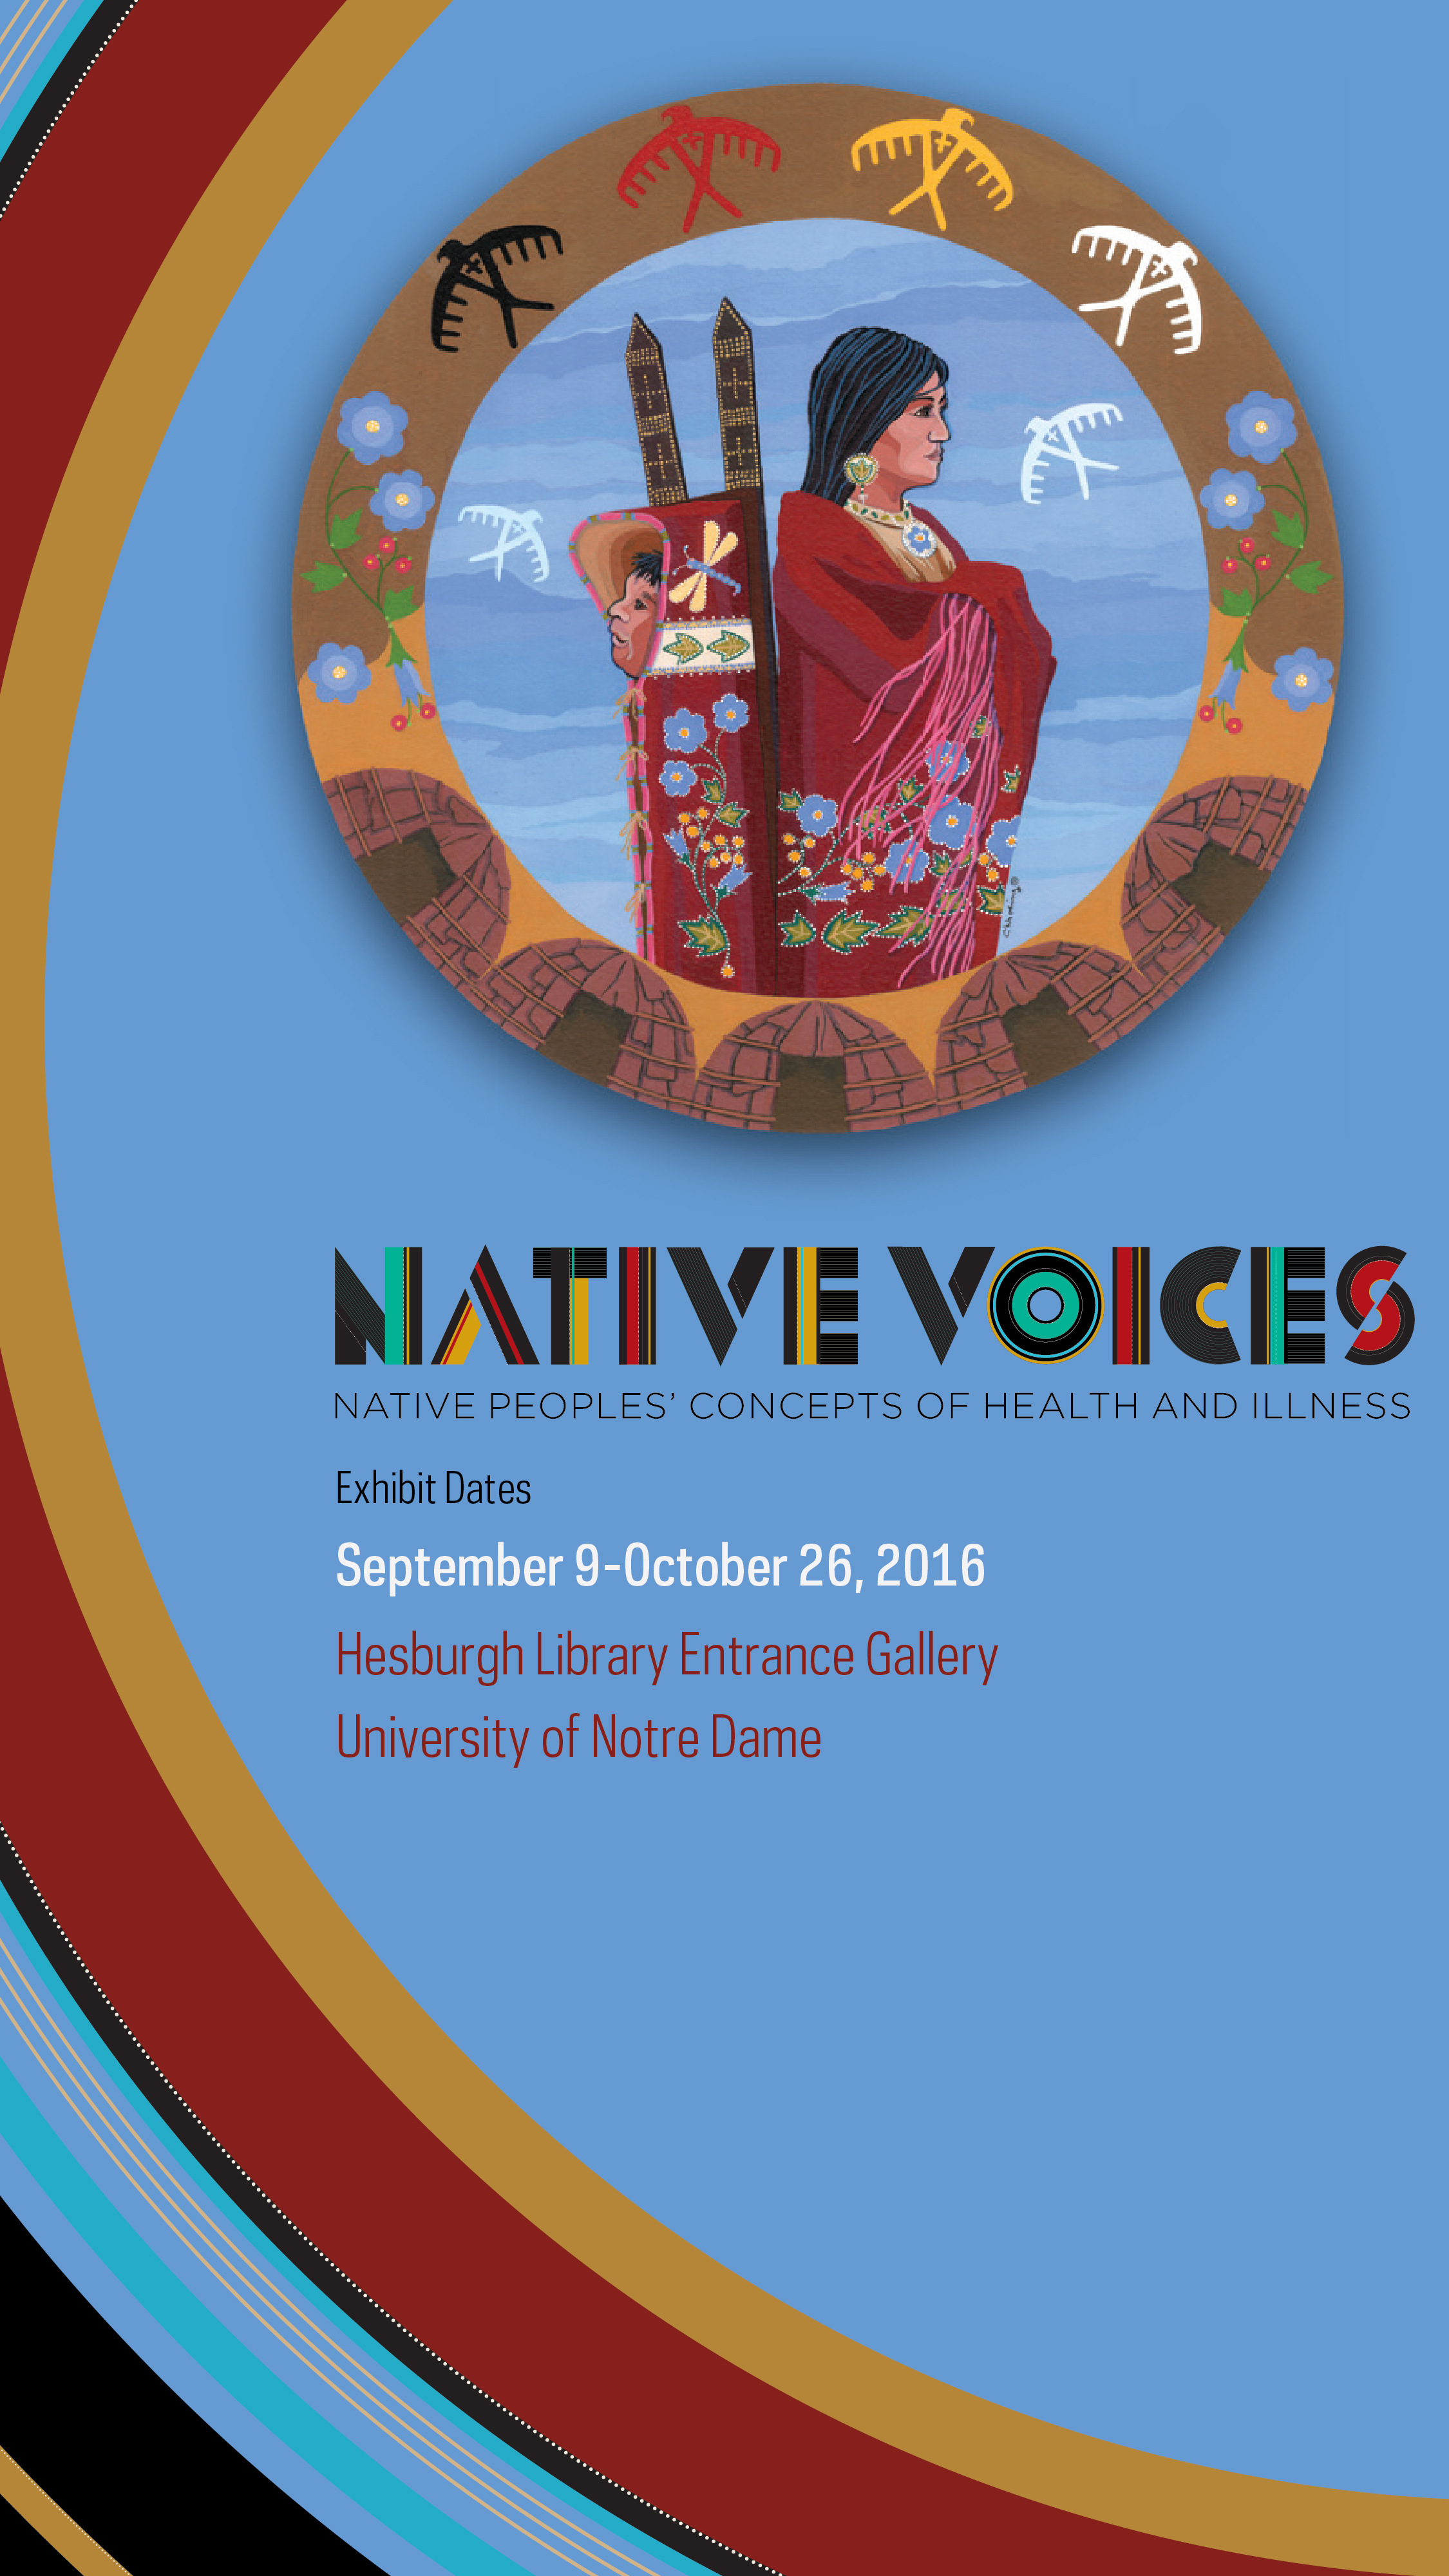 NATIVE VOICES
NATIVE PEOPLES’ CONCEPTS OF HEALTH AND ILLNESS
Exhibit Dates
September 9-October 26, 2016
Hesburgh Library Entrance Gallery
University of Notre Dame